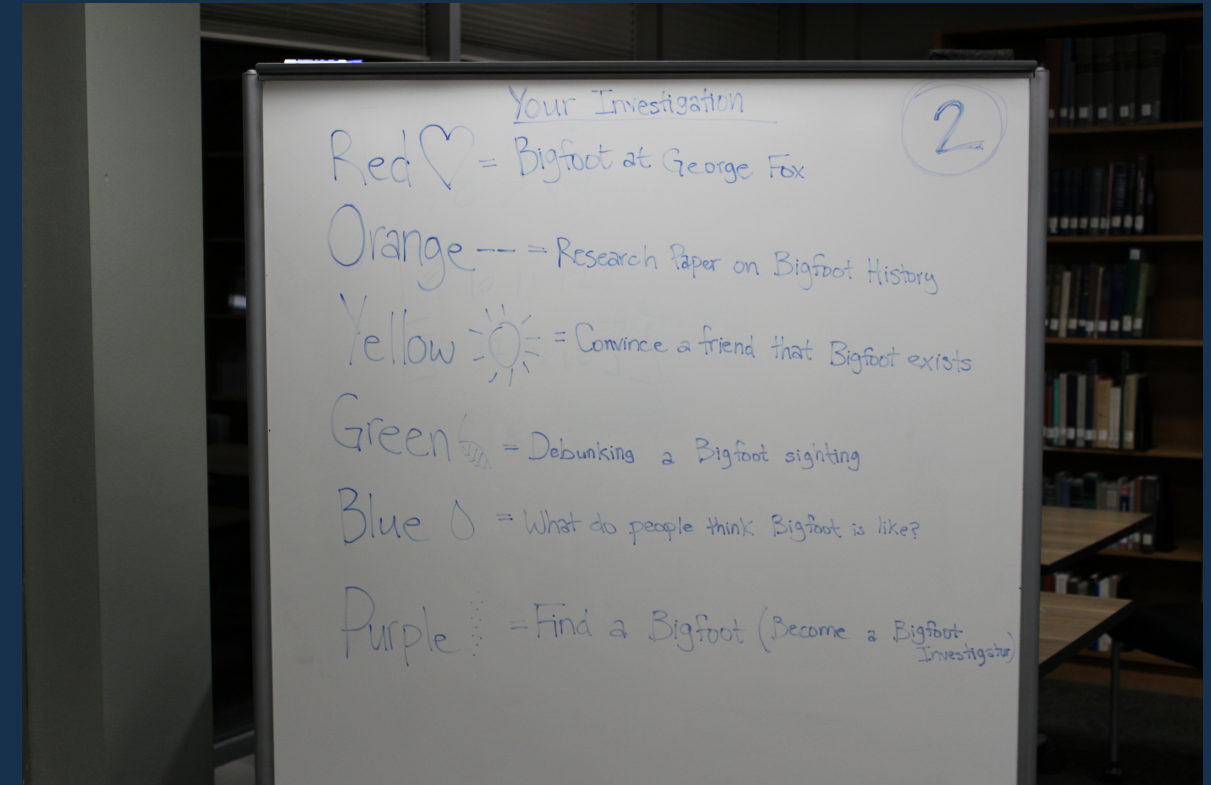 Your Investigation
2
Red = Bigfoot at George Fox
Orange -- = Research Paper on Bigfoot History
Yellow = Convince a friend that Bigfoot exists
Green = Debunking a Bigfoot sighting
Blue = What do people think Bigfoot is like?
Purple = Find a Bigfoot (Become a Bigfoot
Investigator)